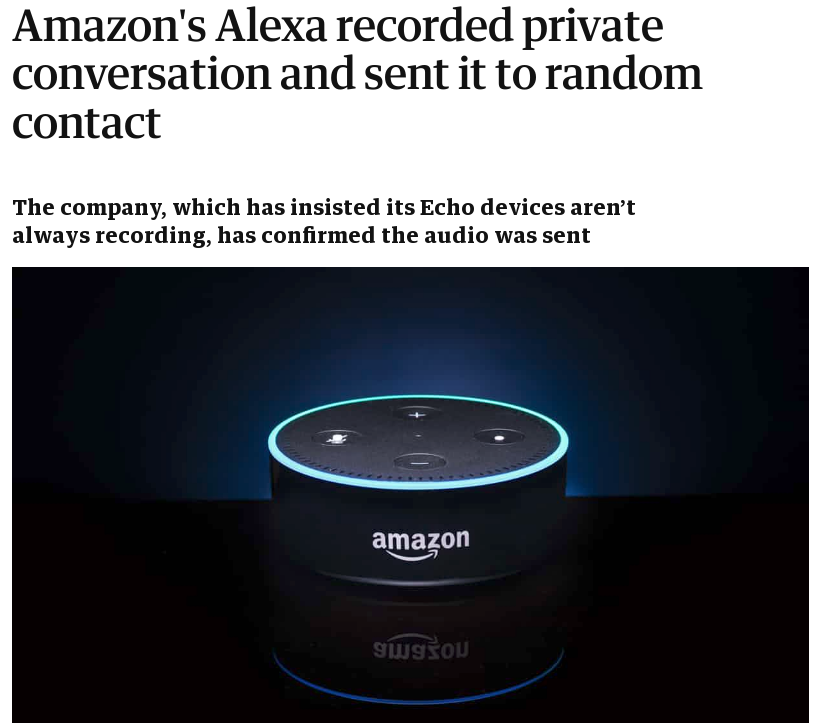 Amazon's Alexa recorded private
conversation and sent it to random
contact
The company, which has insisted its Echo devices aren’t
always recording, has confirmed the audio was sent
amazon